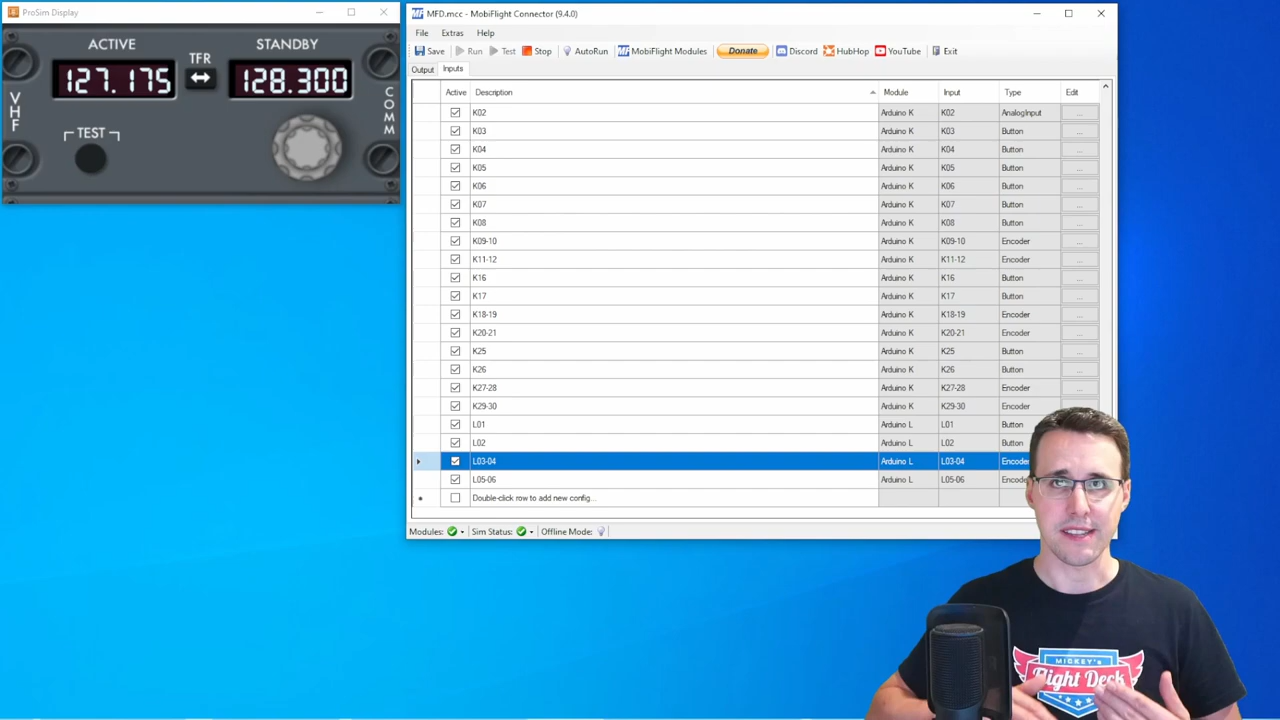 ProSim Display
ACTIVE
STANDBY
TFR
127.175
128.300
VHF
COMM
TEST
MFD.mcc - MobiFlight Connector (9.4.0)
File Extras Help
Save Run Test Stop AutoRun MobiFlight Modules Donate Discord HubHop YouTube Exit
Output Inputs
Active Description Module Input Type Edit
K02 Arduino K K02 AnalogInput ...
K03 Arduino K K03 Button ...
K04 Arduino K K04 Button ...
K05 Arduino K K05 Button ...
K06 Arduino K K06 Button ...
K07 Arduino K K07 Button ...
K08 Arduino K K08 Button ...
K09-10 Arduino K K09-10 Encoder ...
K11-12 Arduino K K11-12 Encoder ...
K16 Arduino K K16 Button ...
K17 Arduino K K17 Button ...
K18-19 Arduino K K18-19 Encoder ...
K20-21 Arduino K K20-21 Encoder ...
K25 Arduino K K25 Button ...
K26 Arduino K K26 Button ...
K27-28 Arduino K K27-28 Encoder ...
K29-30 Arduino K K29-30 Encoder
L01 Arduino L L01 Button
L02 Arduino L L02 Button
L03-04 Arduino L L03-04 Encode
L05-06 Arduino L L05-06 Encod
Double-click row to add new config...
Modules: Sim Status: Offline Mode:
MICKEY's
Flight Deck